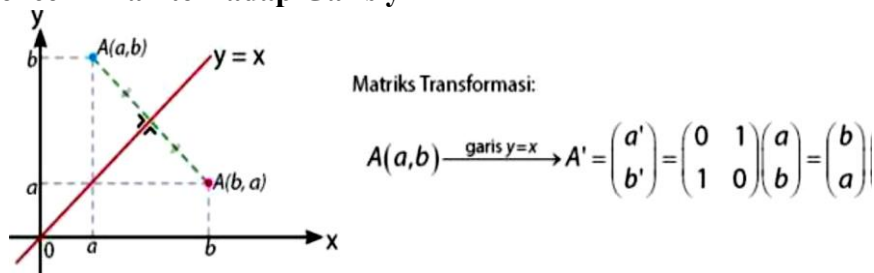 y
b
A(a,b)
y = x
a
A(b, a)
0
a
b
x
Matriks Transformasi:
A(a,b) garis y=x → A' = (a' b') = (0 1 1 0)(a b) = (b a)